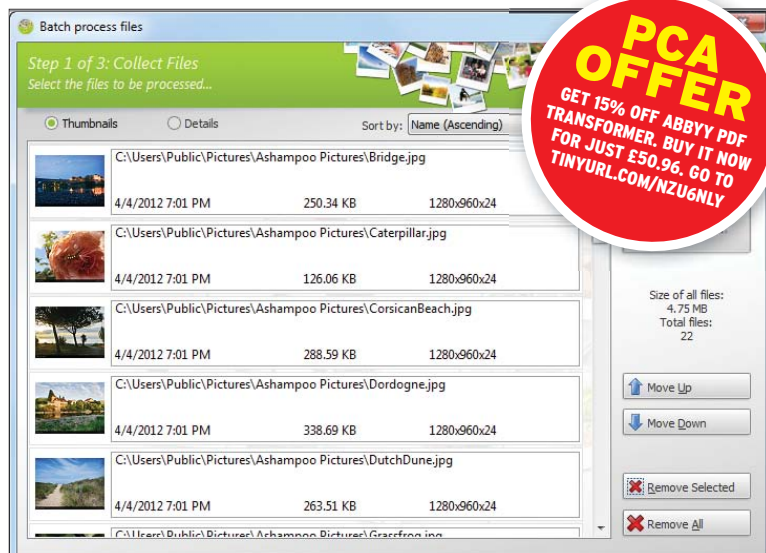 Batch process files
Step 1 of 3: Collect Files
Select the files to be processed...
Thumbnails
Details
Sort by:
Name (Ascending)
C:\Users\Public\Pictures\Ashampoo Pictures\Bridge.jpg
4/4/2012 7:01 PM 250.34 KB 1280x960x24
C:\Users\Public\Pictures\Ashampoo Pictures\Caterpillar.jpg
4/4/2012 7:01 PM 126.06 KB 1280x960x24
C:\Users\Public\Pictures\Ashampoo Pictures\CorsicanBeach.jpg
4/4/2012 7:01 PM 288.59 KB 1280x960x24
C:\Users\Public\Pictures\Ashampoo Pictures\Dordogne.jpg
4/4/2012 7:01 PM 338.69 KB 1280x960x24
C:\Users\Public\Pictures\Ashampoo Pictures\DutchDune.jpg
4/4/2012 7:01 PM 263.51 KB 1280x960x24
C:\Users\Public\Pictures\Ashampoo Pictures\Grassfrog.jpg
PCA
OFFER
GET 15% OFF ABBYY PDF
TRANSFORMER. BUY IT NOW
FOR JUST £50.96. GO TO
TINYURL.COM/NZU6NLY
Size of all files:
4.75 MB
Total files:
22
Move Up
Move Down
Remove Selected
Remove All